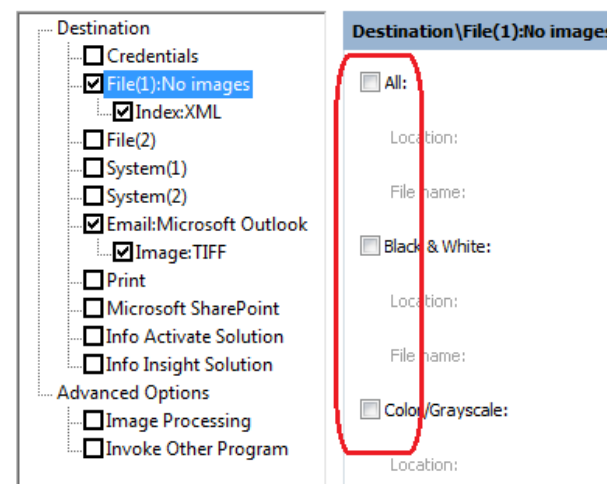 Destination
Credentials
File(1):No images
Index:XML
File(2)
System(1)
System(2)
Email:Microsoft Outlook
Image:TIFF
Print
Microsoft SharePoint
Info Activate Solution
Info Insight Solution
Advanced Options
Image Processing
Invoke Other Program
Destination\File(1):No images
All:
Location:
File name:
Black & White:
Location:
File name:
Color/Grayscale:
Location: